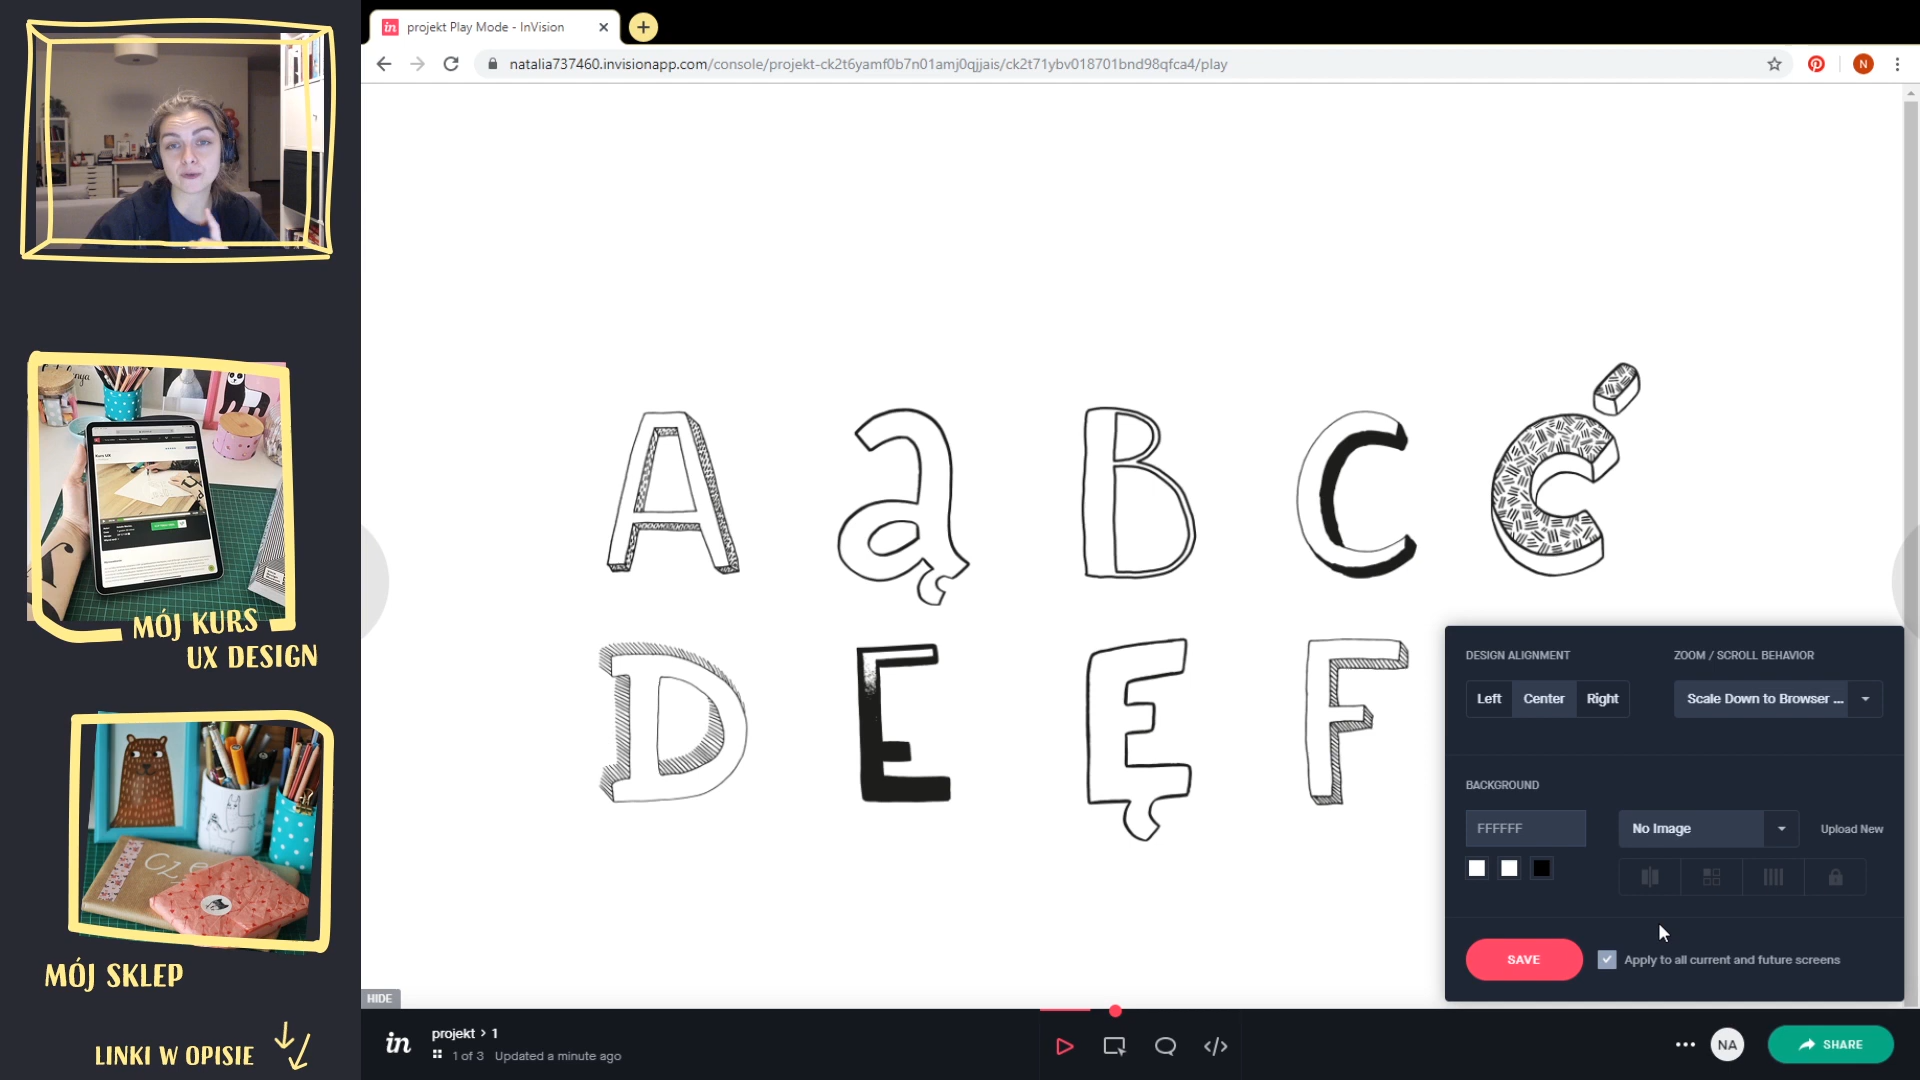 projekt Play Mode - InVision
natalia737460.invisionapp.com/console/projekt-ck2t6yamf0b7n01amj0qjjais/ck2t71ybv018701bnd98qfca4/play
N
A ą B C ć
D E Ę F
MÓJ KURS
UX DESIGN
MÓJ SKLEP
LINKI W OPISIE
DESIGN ALIGNMENT
Left Center Right
ZOOM / SCROLL BEHAVIOR
Scale Down to Browser ...
BACKGROUND
FFFFFF
No Image
Upload New
SAVE
Apply to all current and future screens
HIDE
in
projekt > 1
1 of 3 Updated a minute ago
NA
SHARE